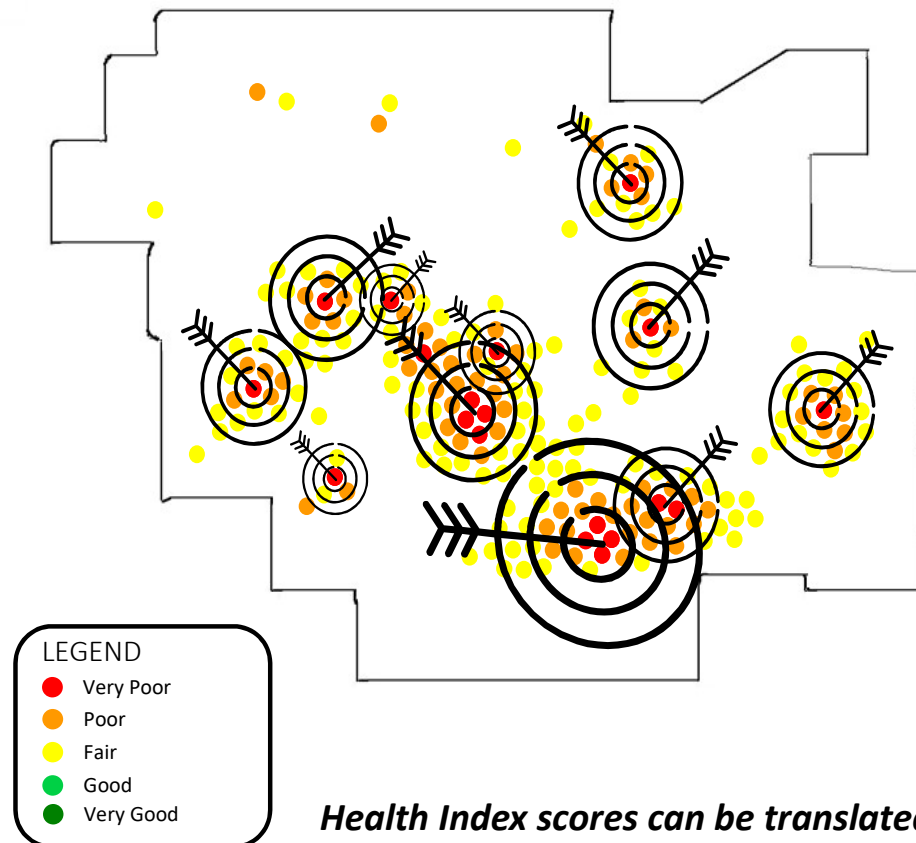 LEGEND
Very Poor
Poor
Fair
Good
Very Good
Health Index scores can be translated